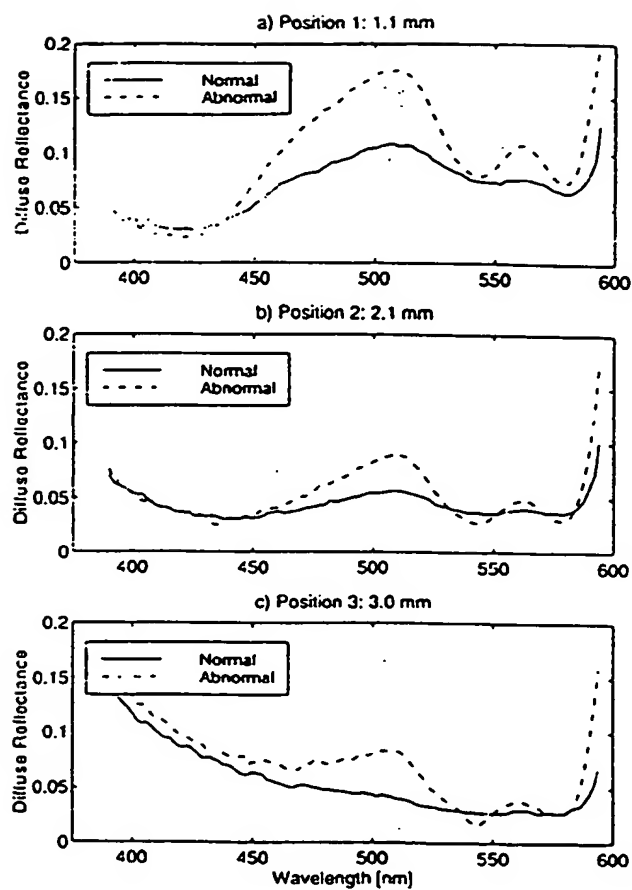 a) Position 1: 1.1 mm
0.2
0.15
0.1
0.05
0
Normal
Abnormal
Diffuse Reflectance
400 450 500 550 600
b) Position 2: 2.1 mm
0.2
0.15
0.1
0.05
0
Normal
Abnormal
Diffuse Reflectance
400 450 500 550 600
c) Position 3: 3.0 mm
0.2
0.15
0.1
0.05
0
Normal
Abnormal
Diffuse Reflectance
400 450 500 550 600
Wavelength [nm]